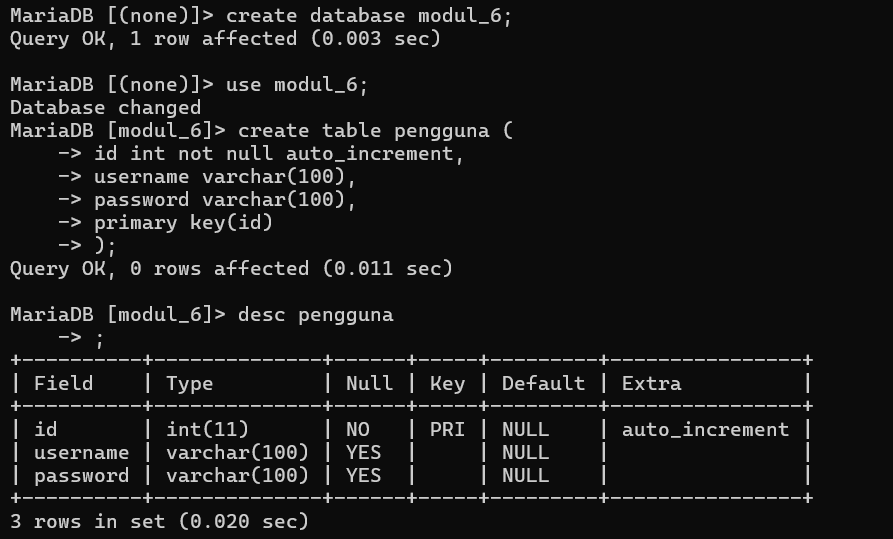 MariaDB [(none)]> create database modul_6;
Query OK, 1 row affected (0.003 sec)

MariaDB [(none)]> use modul_6;
Database changed
MariaDB [modul_6]> create table pengguna (
    -> id int not null auto_increment,
    -> username varchar(100),
    -> password varchar(100),
    -> primary key(id)
    -> );
Query OK, 0 rows affected (0.011 sec)

MariaDB [modul_6]> desc pengguna
    -> ;
+----------+--------------+------+-----+---------+----------------+
| Field    | Type         | Null | Key | Default | Extra          |
+----------+--------------+------+-----+---------+----------------+
| id       | int(11)      | NO   | PRI | NULL    | auto_increment |
| username | varchar(100) | YES  |     | NULL    |                |
| password | varchar(100) | YES  |     | NULL    |                |
+----------+--------------+------+-----+---------+----------------+
3 rows in set (0.020 sec)